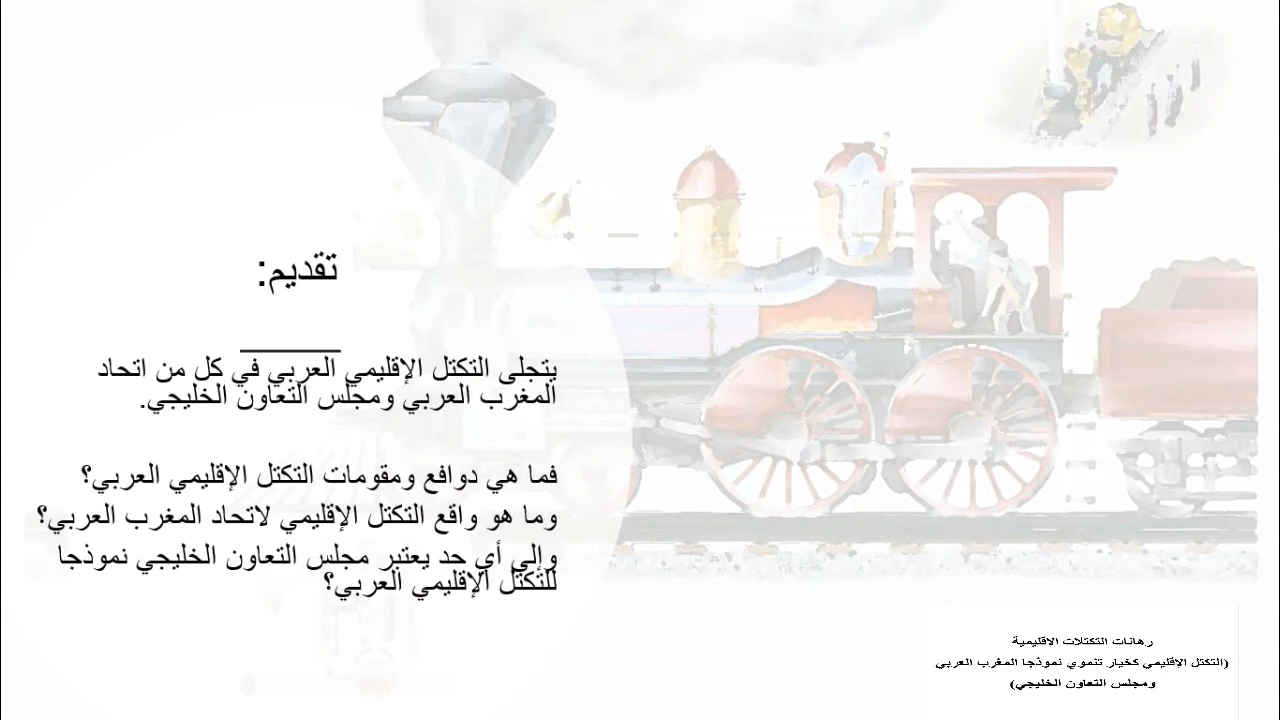 تقديم:
يتجلى التكتل الإقليمي العربي في كل من اتحاد
المغرب العربي ومجلس التعاون الخليجي.
فما هي دوافع ومقومات التكتل الإقليمي العربي؟
وما هو واقع التكتل الإقليمي لاتحاد المغرب العربي؟
وإلى أي حد يعتبر مجلس التعاون الخليجي نموذجا
للتكتل الإقليمي العربي؟
رهانات التكتلات الاقليمية
(التكتل الإقليمي كخيار تنموي نموذجا المغرب العربي
ومجلس التعاون الخليجي)